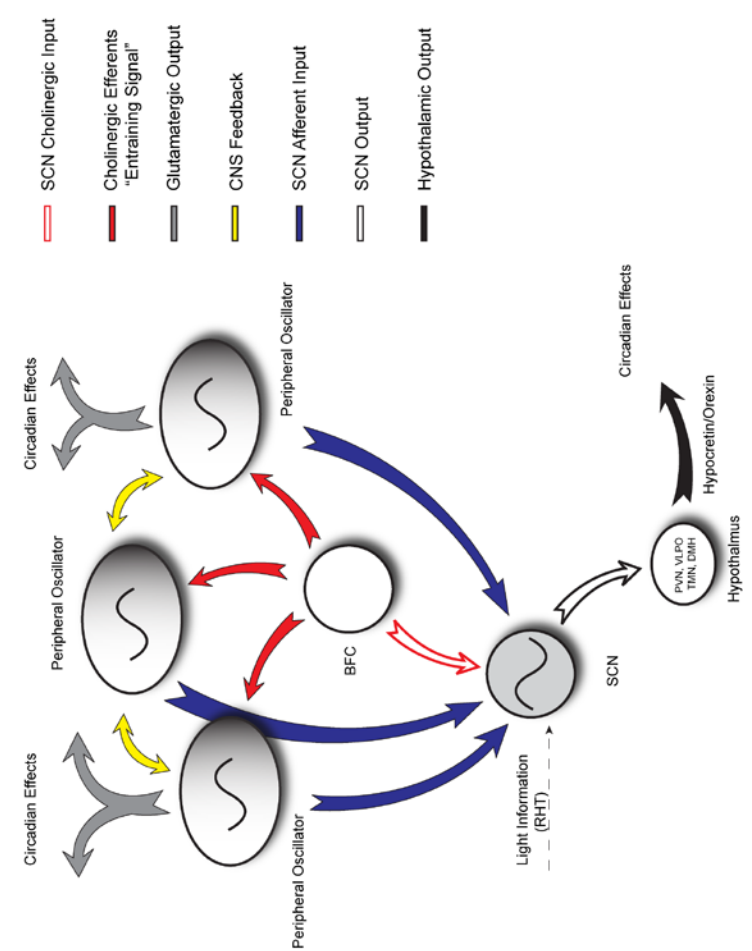 Circadian Effects
Circadian Effects
Peripheral Oscillator
Peripheral Oscillator
Peripheral Oscillator
BFC
Light Information
(RHT)
SCN
PVN, VLPO
TMN, DMH
Hypothalmus
Hypocretin/Orexin
Circadian Effects
SCN Cholinergic Input
Cholinergic Efferents
"Entraining Signal"
Glutamatergic Output
CNS Feedback
SCN Afferent Input
SCN Output
Hypothalamic Output